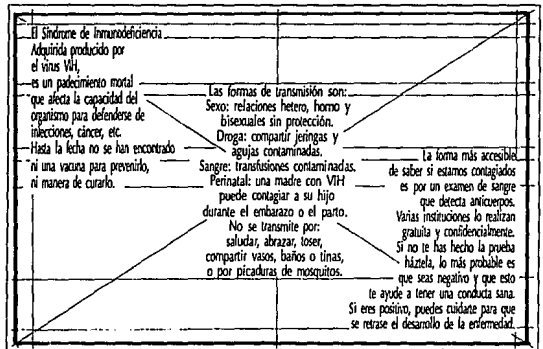 El Síndrome de Inmunodeficiencia
Adquirida producido por
el virus VIH,
es un padecimiento mortal
que afecta la capacidad del
organismo para defenderse de
infecciones, cáncer, etc.
Hasta la fecha no se han encontrado
ni una vacuna para prevenirlo,
ni manera de curarlo.
Las formas de transmisión son:
Sexo: relaciones hetero, homo y
bisexuales sin protección.
Droga: compartir jeringas y
agujas contaminadas.
Sangre: transfusiones contaminadas.
Perinatal: una madre con VIH
puede contagiar a su hijo
durante el embarazo o el parto.
No se transmite por:
saludar, abrazar, toser,
compartir vasos, baños o tinas,
o por picaduras de mosquitos.
La forma más accesible
de saber si estamos contagiados
es por un examen de sangre
que detecta anticuerpos.
Varias instituciones lo realizan
gratuita y confidencialmente.
Si no te has hecho la prueba
háztela, lo más probable es
que seas negativo y que esto
te ayude a tener una conducta sana.
Si eres positivo, puedes cuidarte para que
se retrase el desarrollo de la enfermedad.